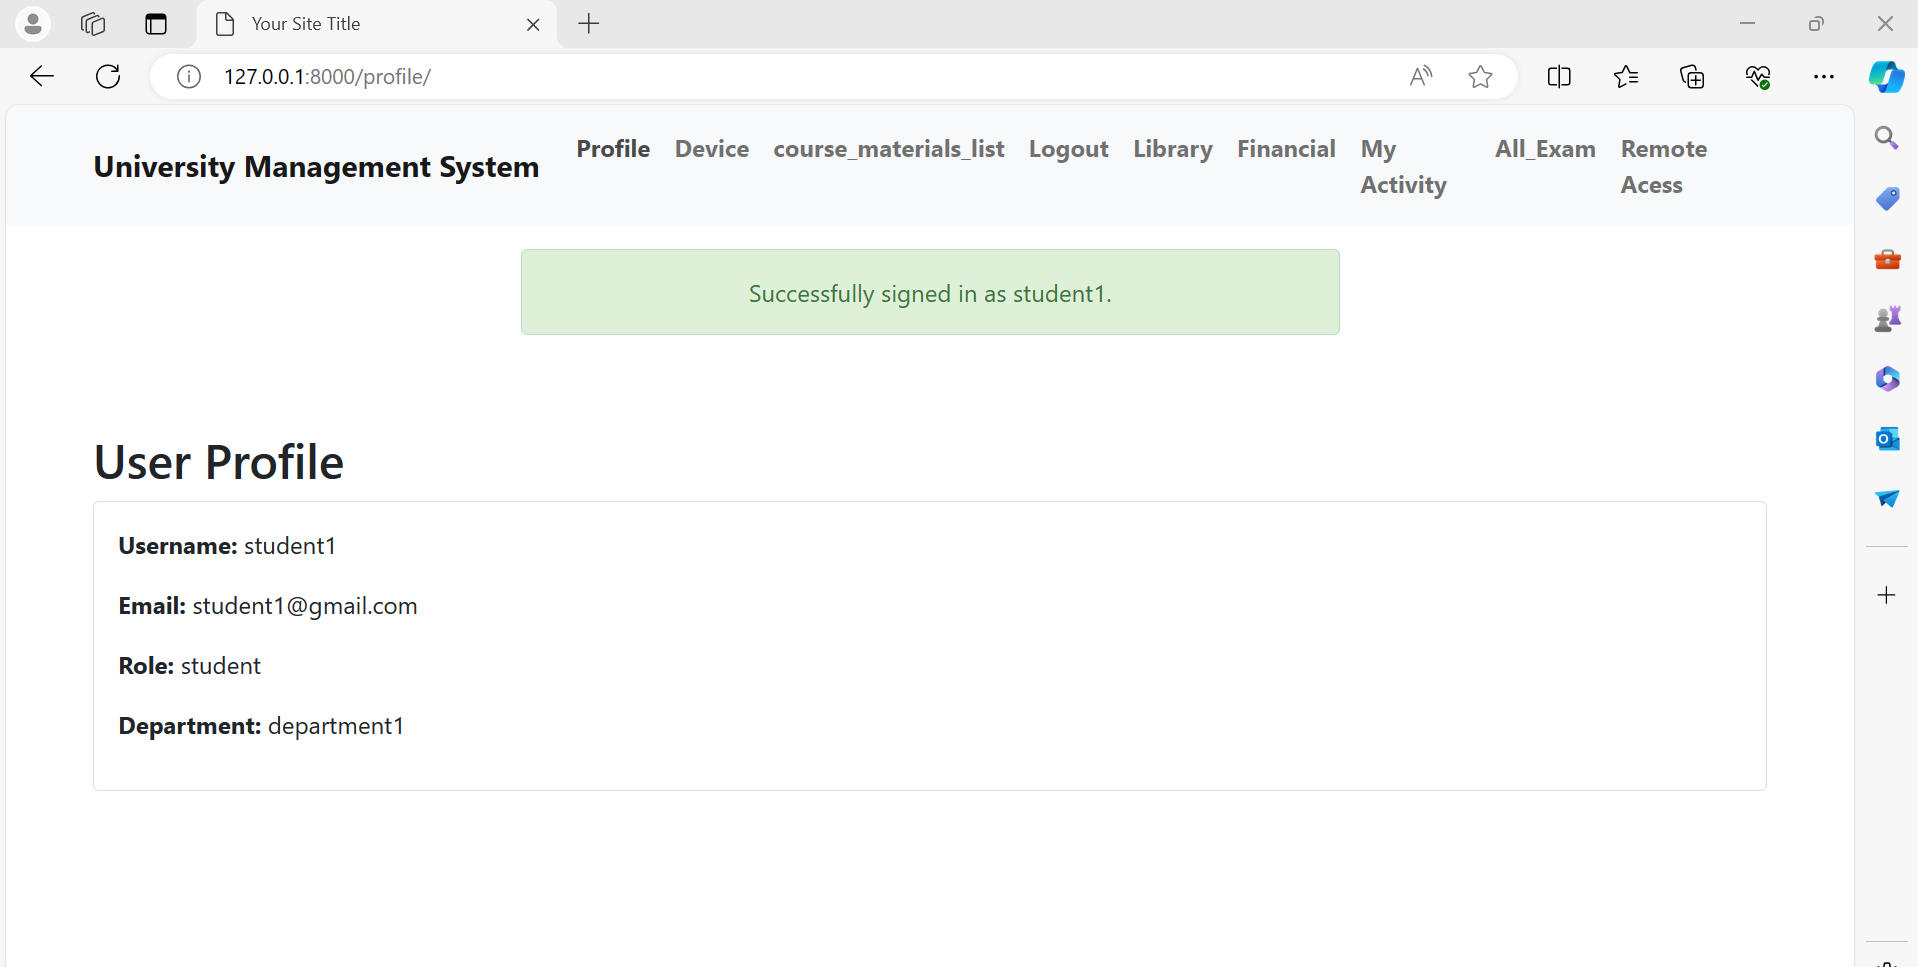 Your Site Title
127.0.0.1:8000/profile/
University Management System
Profile Device course_materials_list Logout Library Financial My Activity All_Exam Remote Acess
Successfully signed in as student1.
User Profile
Username: student1
Email: student1@gmail.com
Role: student
Department: department1